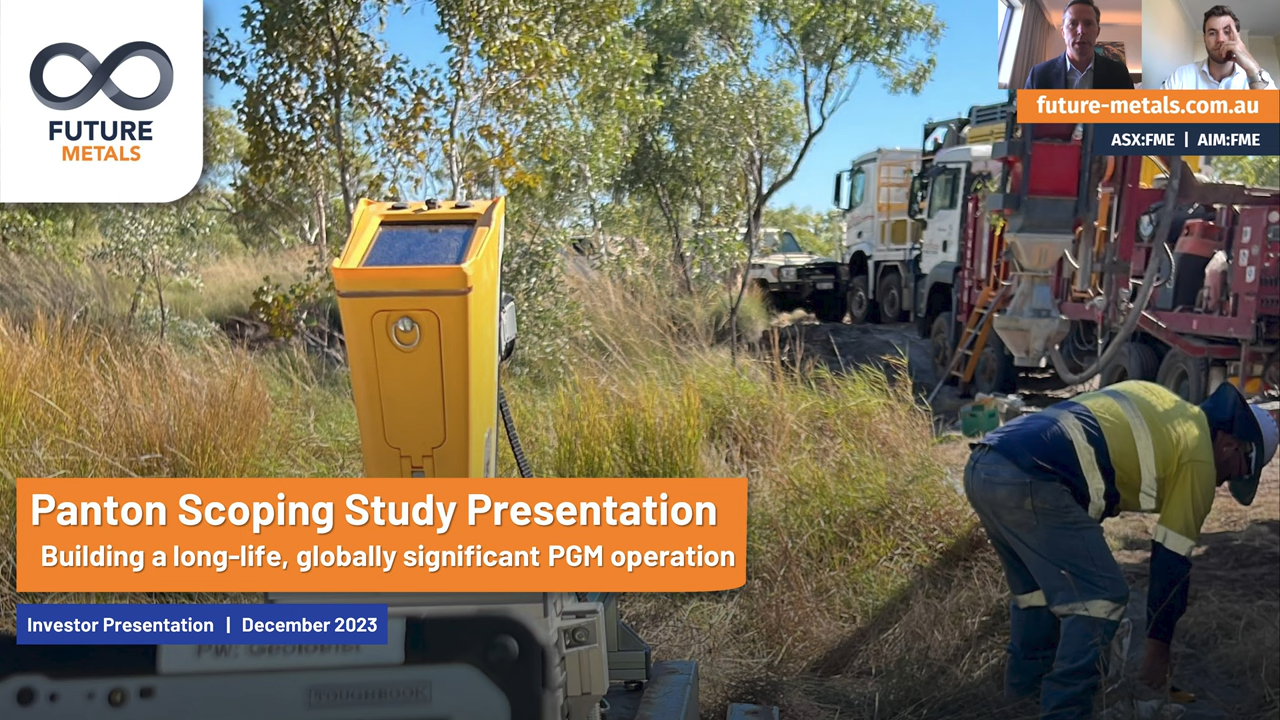 FUTURE
METALS
future-metals.com.au
ASX:FME | AIM:FME
Panton Scoping Study Presentation
Building a long-life, globally significant PGM operation
Investor Presentation | December 2023
TOUGHBOOK